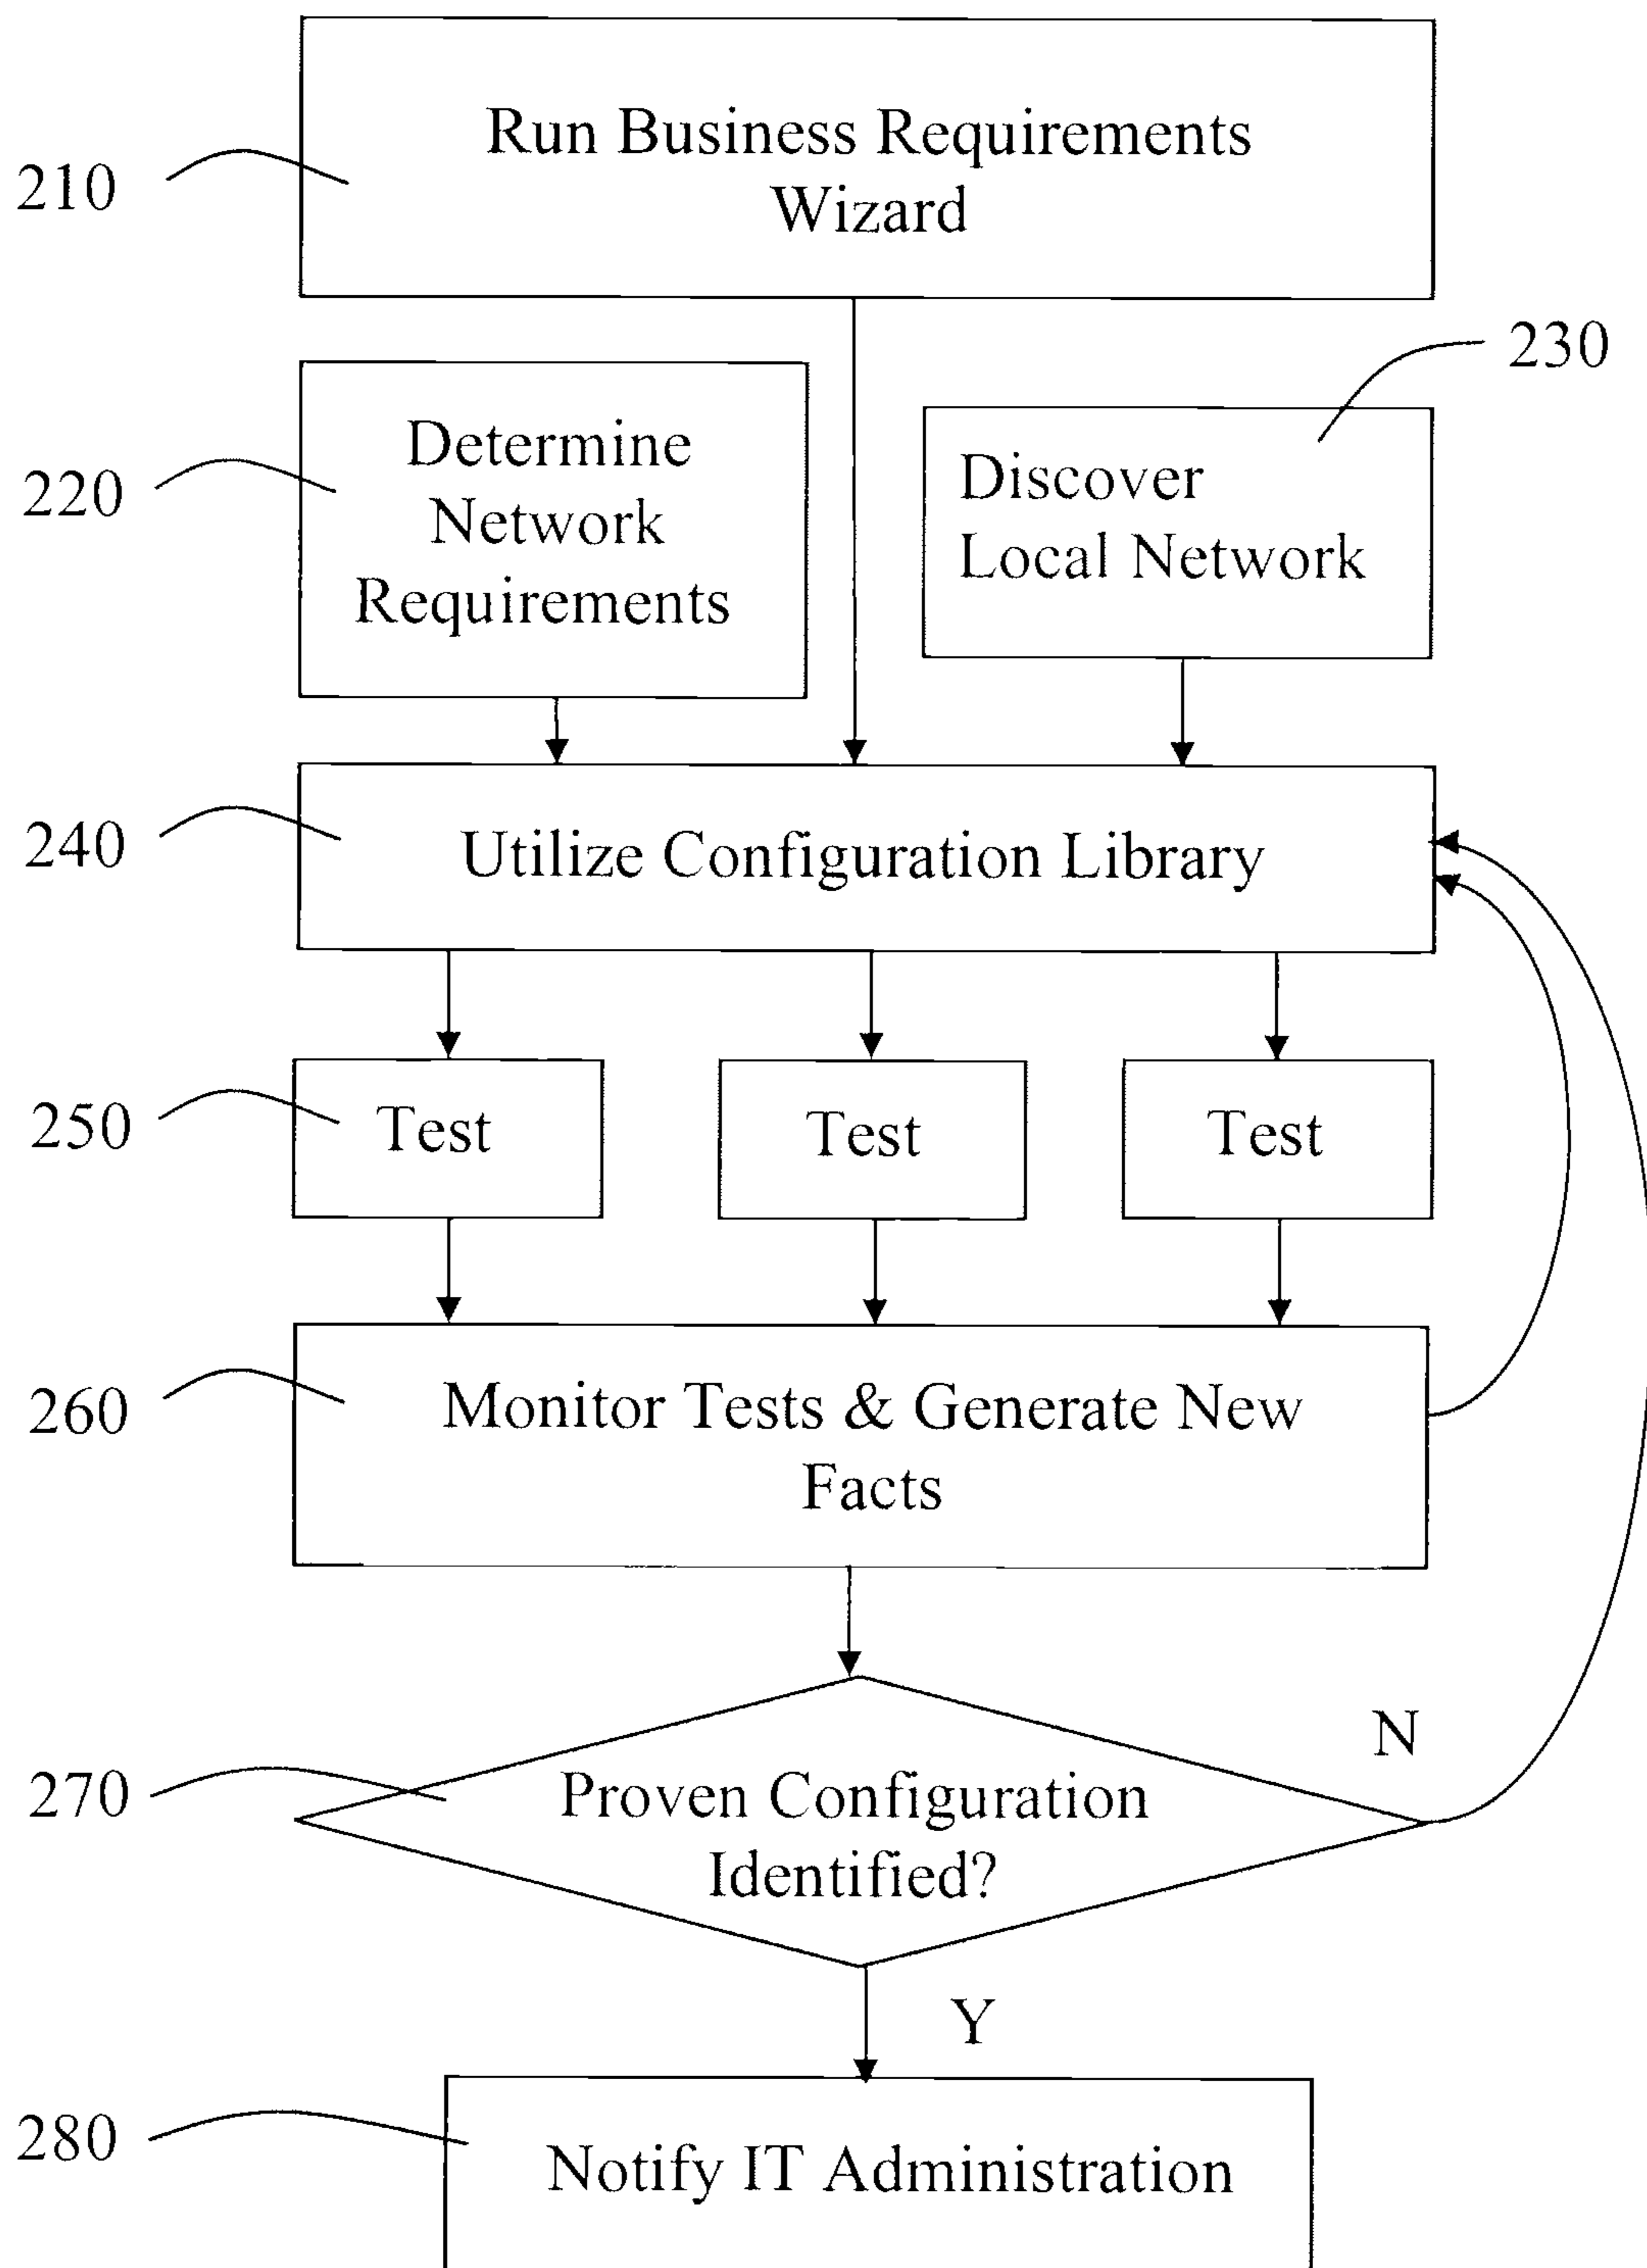 210
Run Business Requirements
Wizard
230
220
Determine
Network
Requirements
Discover
Local Network
240
Utilize Configuration Library
250
Test
Test
Test
260
Monitor Tests & Generate New
Facts
N
270
Proven Configuration
Identified?
Y
280
Notify IT Administration